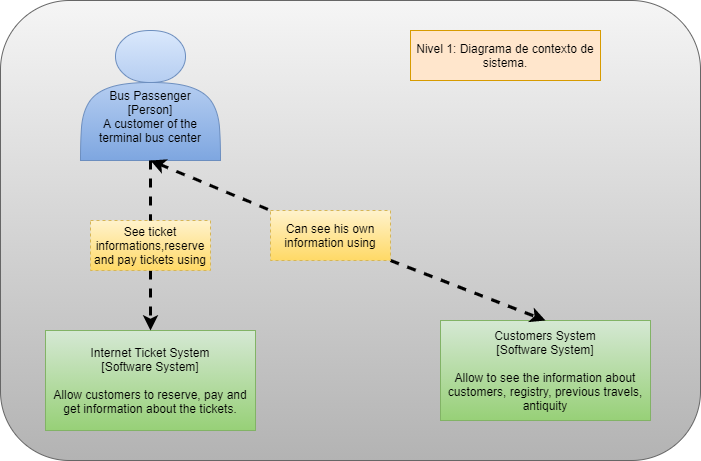 Nivel 1: Diagrama de contexto de
sistema.
Bus Passenger
[Person]
A customer of the
terminal bus center
See ticket
informations,reserve
and pay tickets using
Can see his own
information using
Internet Ticket System
[Software System]
Allow customers to reserve, pay and
get information about the tickets.
Customers System
[Software System]
Allow to see the information about
customers, registry, previous travels,
antiquity